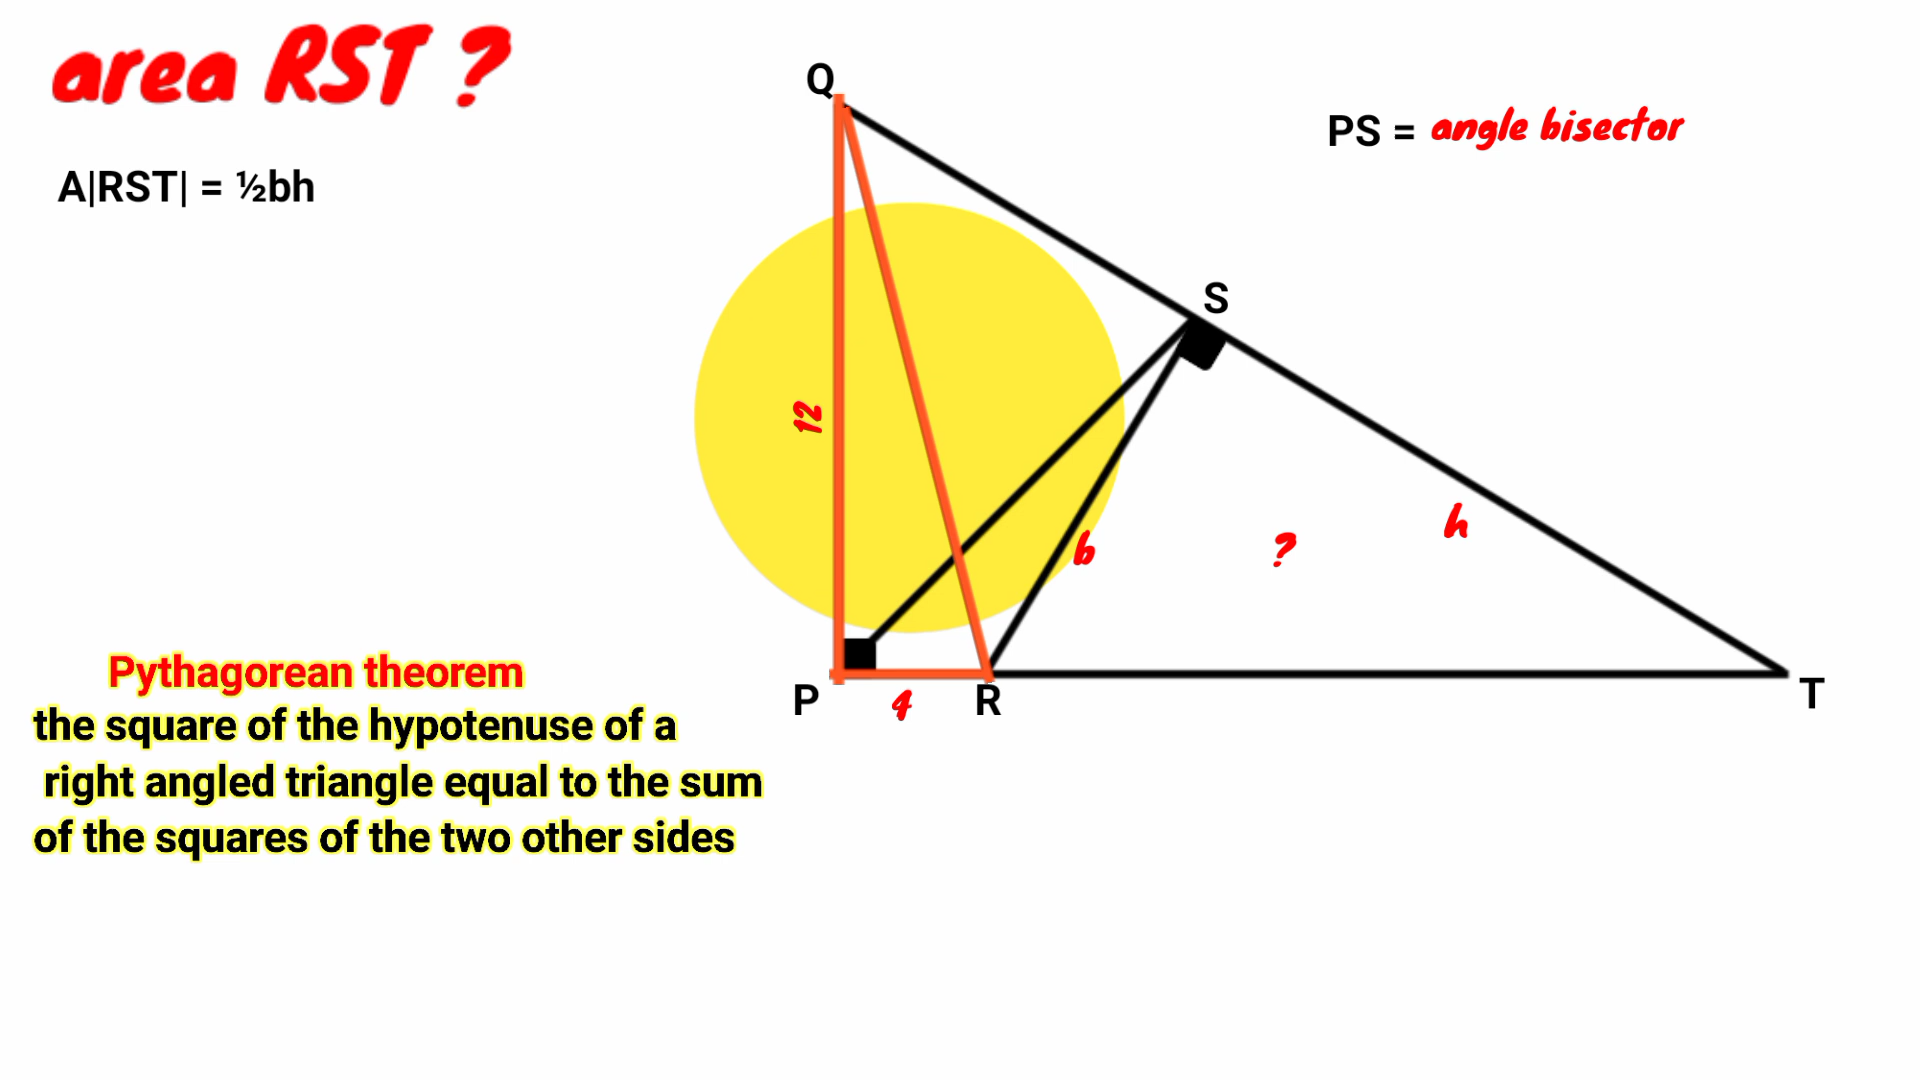 area RST ?
A|RST| = ½bh
PS = angle bisector
Q
S
12
b
?
h
P
4
R
T
Pythagorean theorem
the square of the hypotenuse of a
right angled triangle equal to the sum
of the squares of the two other sides